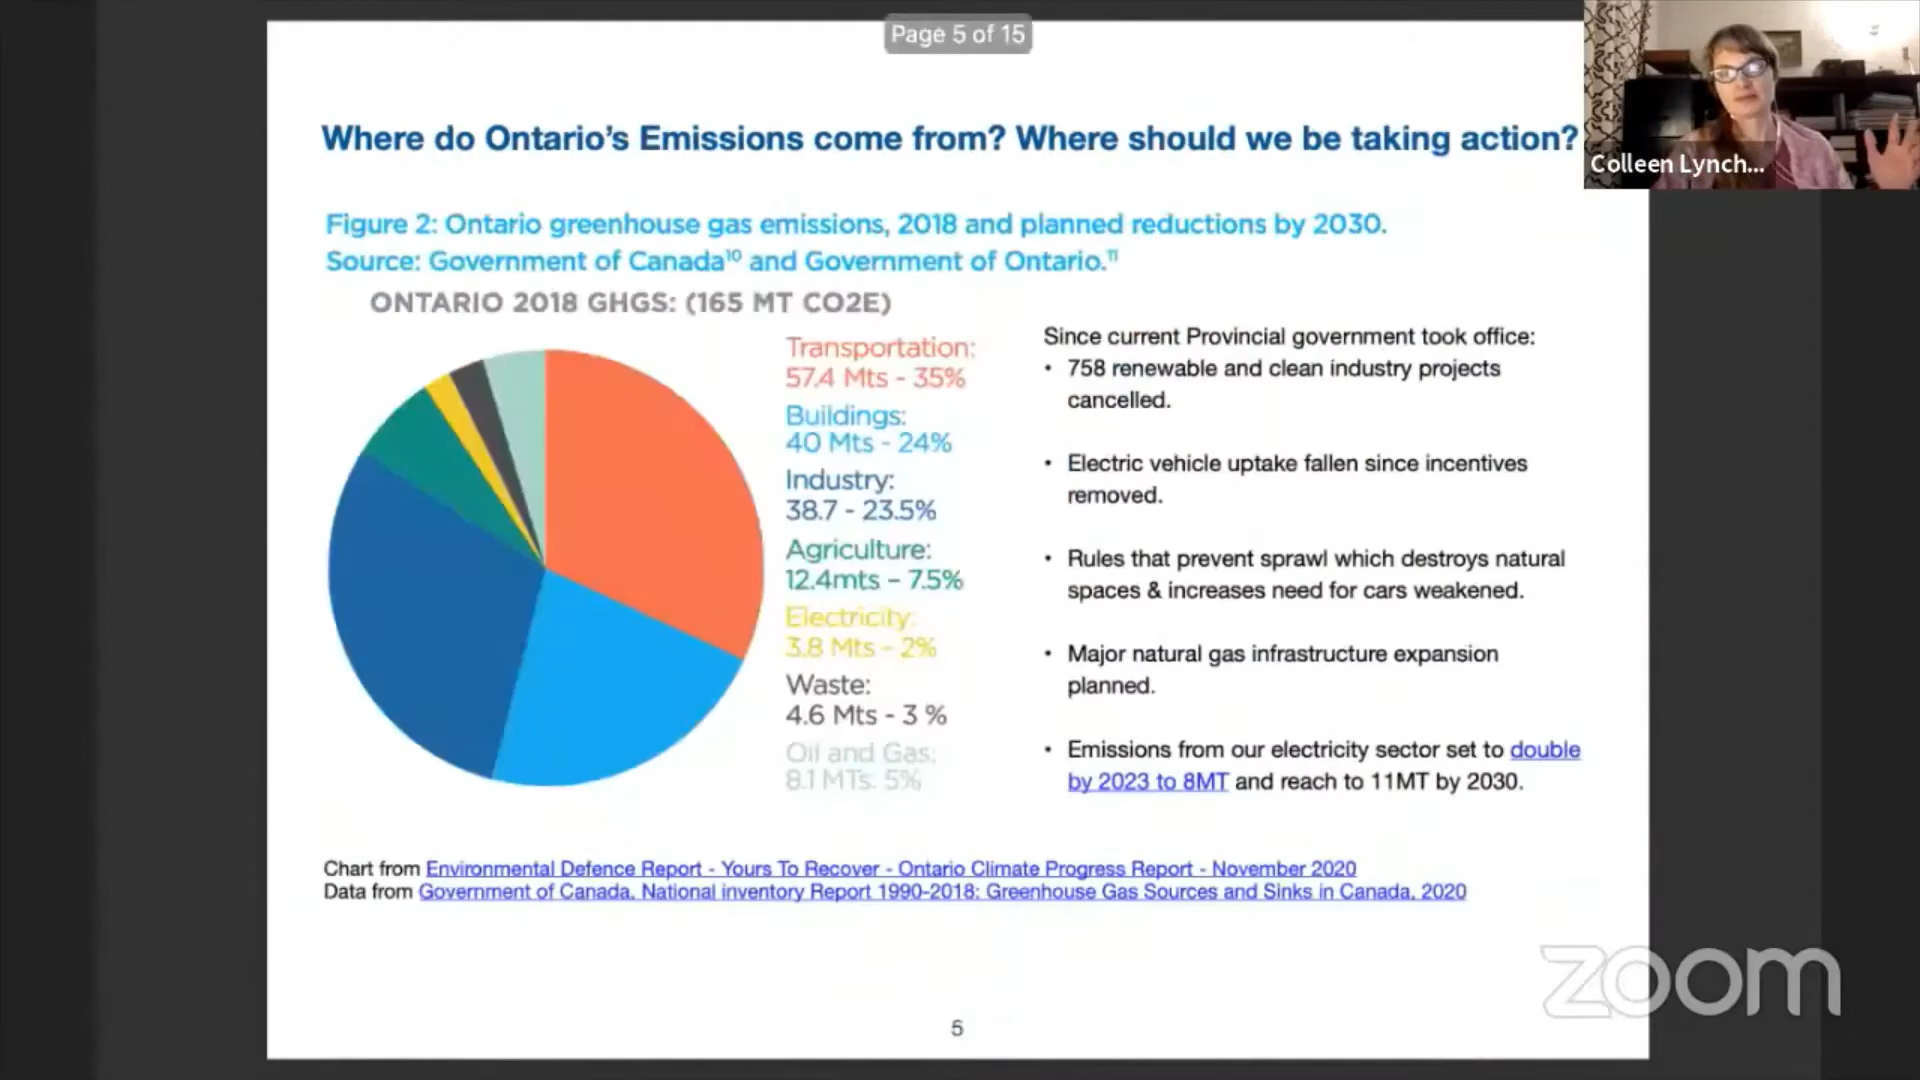 Page 5 of 15
Where do Ontario's Emissions come from? Where should we be taking action?
Colleen Lynch...
Figure 2: Ontario greenhouse gas emissions, 2018 and planned reductions by 2030.
Source: Government of Canada¹⁰ and Government of Ontario.¹¹
ONTARIO 2018 GHGS: (165 MT CO2E)
Transportation:
57.4 Mts - 35%
Buildings:
40 Mts - 24%
Industry:
38.7 - 23.5%
Agriculture:
12.4mts – 7.5%
Electricity:
3.8 Mts - 2%
Waste:
4.6 Mts - 3 %
Oil and Gas:
8.1 MTs. 5%
Since current Provincial government took office:
• 758 renewable and clean industry projects
cancelled.
• Electric vehicle uptake fallen since incentives
removed.
• Rules that prevent sprawl which destroys natural
spaces & increases need for cars weakened.
• Major natural gas infrastructure expansion
planned.
• Emissions from our electricity sector set to double
by 2023 to 8MT and reach to 11MT by 2030.
Chart from Environmental Defence Report - Yours To Recover - Ontario Climate Progress Report - November 2020
Data from Government of Canada, National inventory Report 1990-2018: Greenhouse Gas Sources and Sinks in Canada, 2020
5
zoom